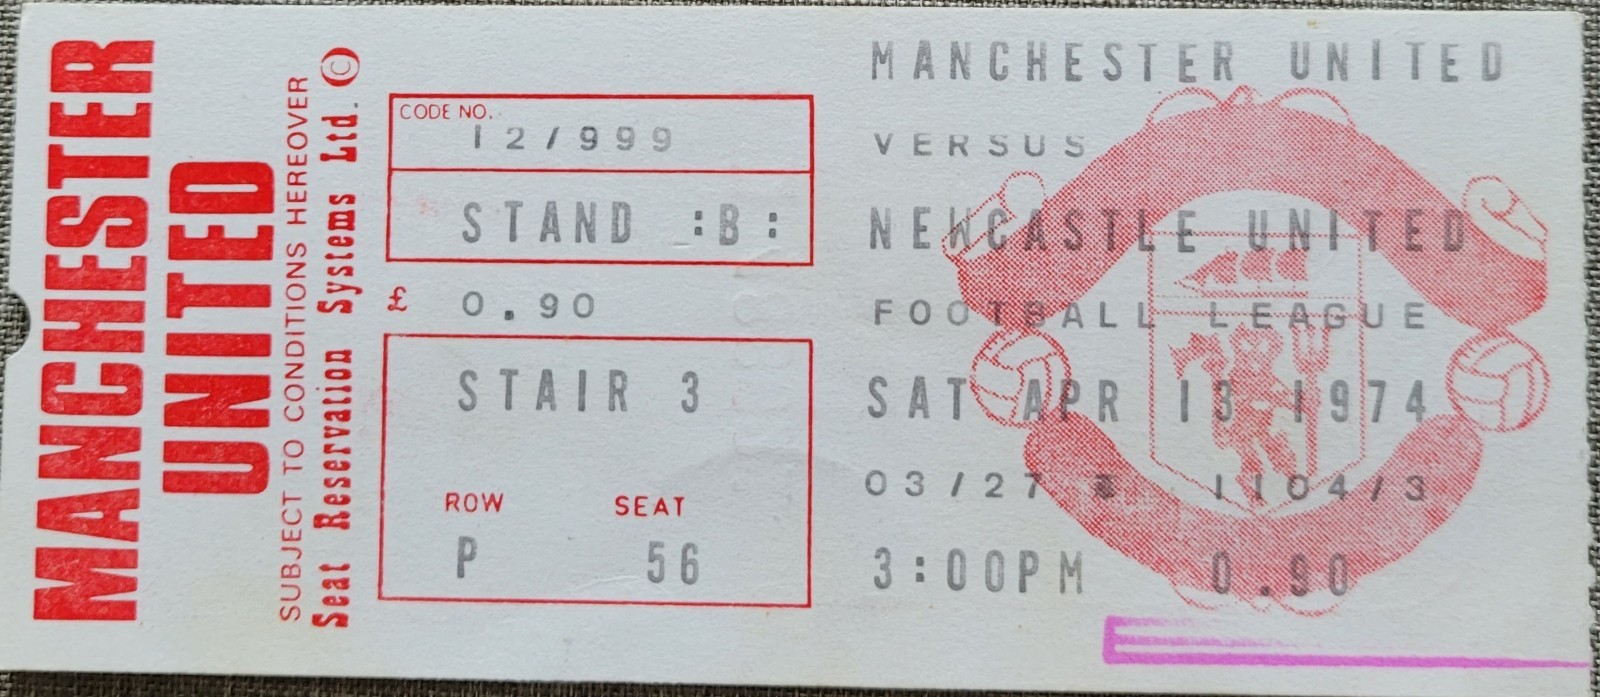 MANCHESTER
UNITED
SUBJECT TO CONDITIONS HEREOVER
Seat Reservation Systems Ltd. ©
CODE NO.
12/999
STAND :B:
£ 0.90
STAIR 3
ROW SEAT
P 56
MANCHESTER UNITED
VERSUS
NEWCASTLE UNITED
FOOTBALL LEAGUE
SAT APR 13 1974
03/27 1104/3
3:00PM 0.90